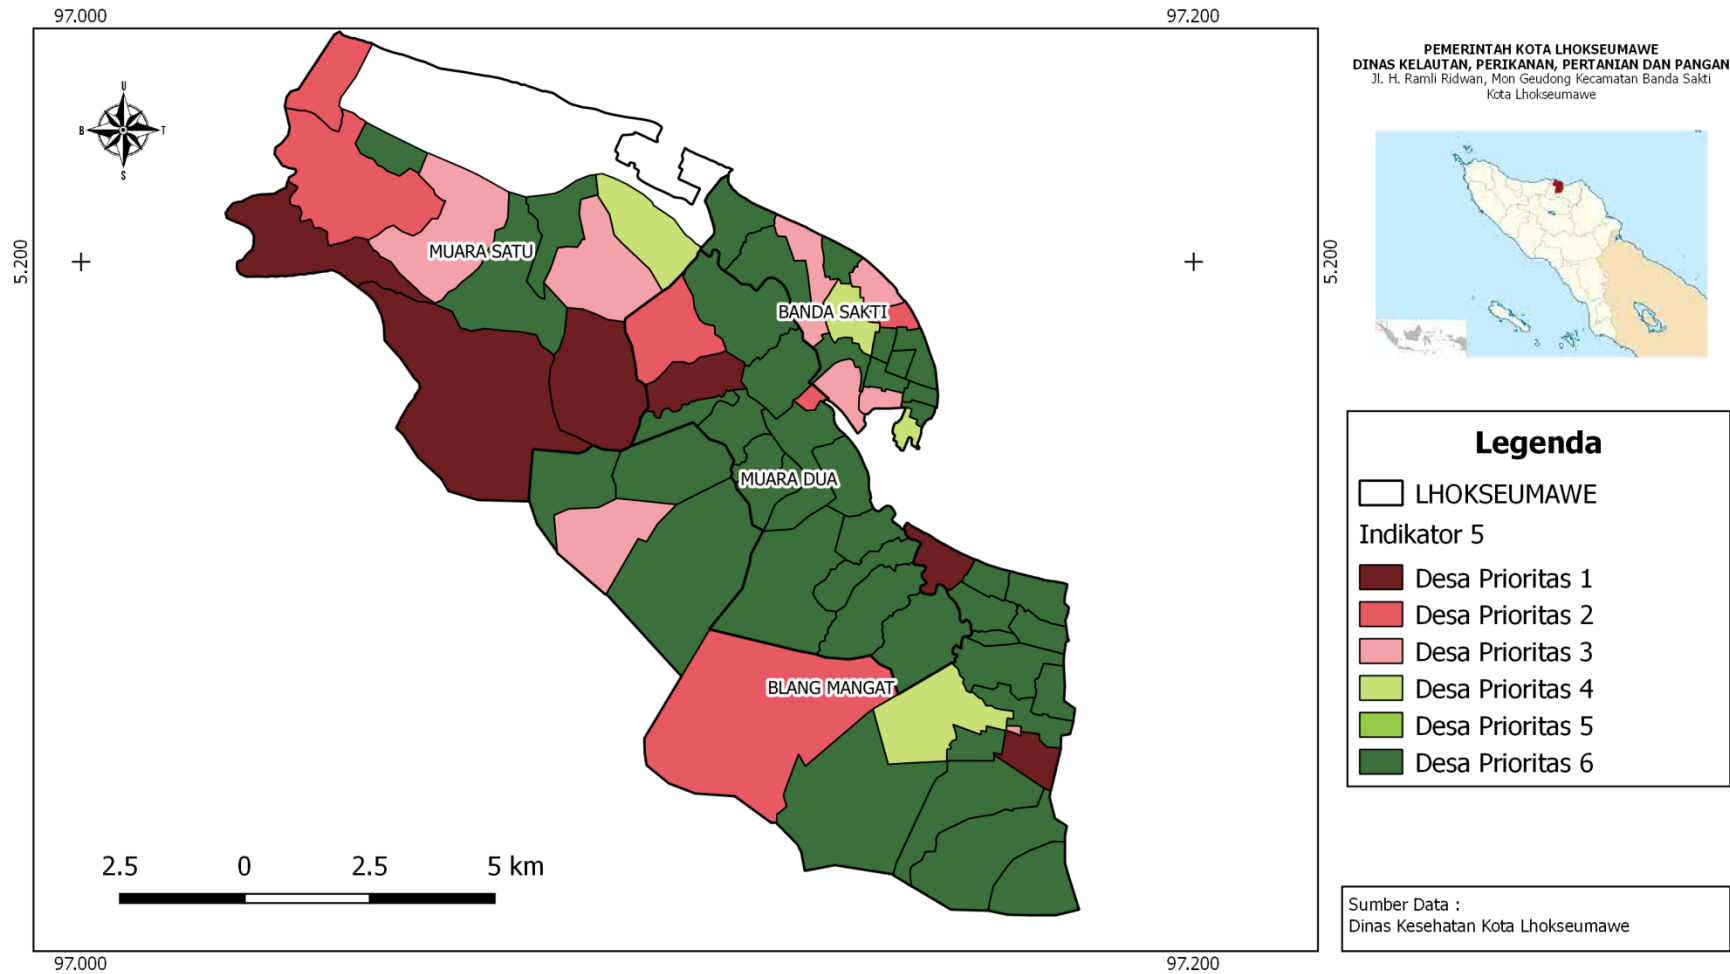 97.000
97.200
PEMERINTAH KOTA LHOKSEUMAWE
DINAS KELAUTAN, PERIKANAN, PERTANIAN DAN PANGAN
Jl. H. Ramli Ridwan, Mon Geudong Kecamatan Banda Sakti
Kota Lhokseumawe
U
B
T
S
5.200
5.200
MUARA SATU
BANDA SAKTI
MUARA DUA
BLANG MANGAT
Legenda
LHOKSEUMAWE
Indikator 5
Desa Prioritas 1
Desa Prioritas 2
Desa Prioritas 3
Desa Prioritas 4
Desa Prioritas 5
Desa Prioritas 6
2.5 0 2.5 5 km
Sumber Data :
Dinas Kesehatan Kota Lhokseumawe
97.000
97.200